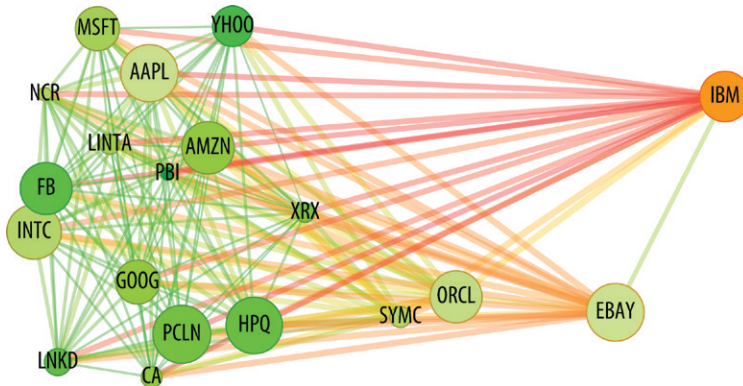 MSFT
YHOO
AAPL
IBM
NCR
LINTA
AMZN
PBI
FB
XRX
INTC
GOOG
ORCL
EBAY
SYMC
PCLN
HPQ
LNKD
CA